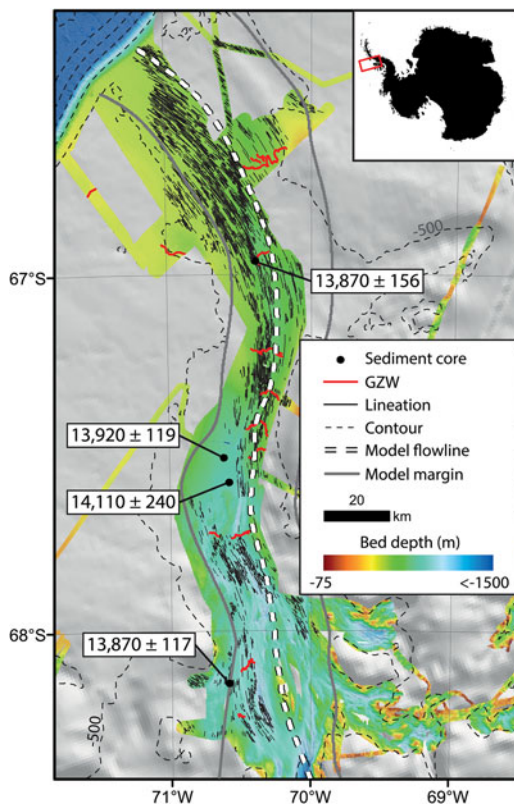 -500
67°S
13,870 ± 156
Sediment core
GZW
Lineation
Contour
Model flowline
Model margin
20
km
Bed depth (m)
-75
<-1500
13,920 ± 119
14,110 ± 240
68°S
13,870 ± 117
-500
71°W
70°W
69°W